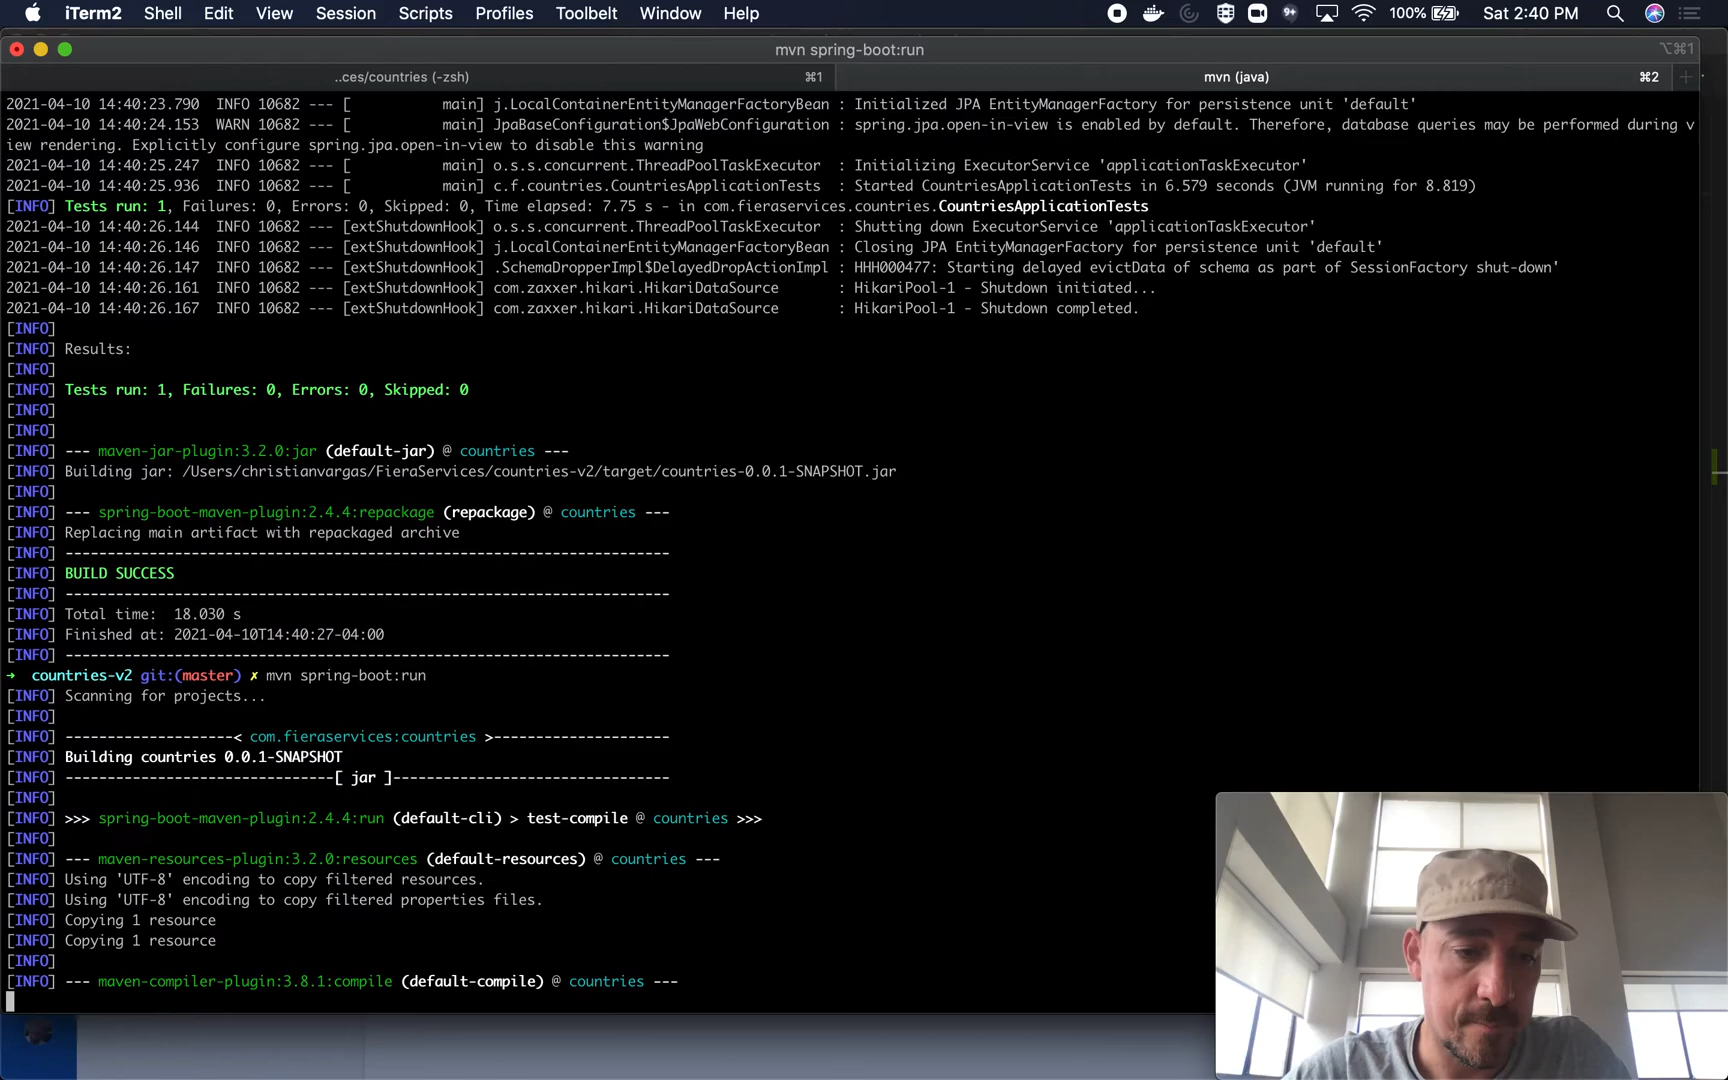 iTerm2 Shell Edit View Session Scripts Profiles Toolbelt Window Help 9+ 100% Sat 2:40 PM
mvn spring-boot:run ⌥⌘1
..ces/countries (-zsh) ⌘1 mvn (java) ⌘2 +
2021-04-10 14:40:23.790 INFO 10682 --- [ main] j.LocalContainerEntityManagerFactoryBean : Initialized JPA EntityManagerFactory for persistence unit 'default'
2021-04-10 14:40:24.153 WARN 10682 --- [ main] JpaBaseConfiguration$JpaWebConfiguration : spring.jpa.open-in-view is enabled by default. Therefore, database queries may be performed during v
iew rendering. Explicitly configure spring.jpa.open-in-view to disable this warning
2021-04-10 14:40:25.247 INFO 10682 --- [ main] o.s.s.concurrent.ThreadPoolTaskExecutor : Initializing ExecutorService 'applicationTaskExecutor'
2021-04-10 14:40:25.936 INFO 10682 --- [ main] c.f.countries.CountriesApplicationTests : Started CountriesApplicationTests in 6.579 seconds (JVM running for 8.819)
[INFO] Tests run: 1, Failures: 0, Errors: 0, Skipped: 0, Time elapsed: 7.75 s - in com.fieraservices.countries.CountriesApplicationTests
2021-04-10 14:40:26.144 INFO 10682 --- [extShutdownHook] o.s.s.concurrent.ThreadPoolTaskExecutor : Shutting down ExecutorService 'applicationTaskExecutor'
2021-04-10 14:40:26.146 INFO 10682 --- [extShutdownHook] j.LocalContainerEntityManagerFactoryBean : Closing JPA EntityManagerFactory for persistence unit 'default'
2021-04-10 14:40:26.147 INFO 10682 --- [extShutdownHook] .SchemaDropperImpl$DelayedDropActionImpl : HHH000477: Starting delayed evictData of schema as part of SessionFactory shut-down'
2021-04-10 14:40:26.161 INFO 10682 --- [extShutdownHook] com.zaxxer.hikari.HikariDataSource : HikariPool-1 - Shutdown initiated...
2021-04-10 14:40:26.167 INFO 10682 --- [extShutdownHook] com.zaxxer.hikari.HikariDataSource : HikariPool-1 - Shutdown completed.
[INFO]
[INFO] Results:
[INFO]
[INFO] Tests run: 1, Failures: 0, Errors: 0, Skipped: 0
[INFO]
[INFO]
[INFO] --- maven-jar-plugin:3.2.0:jar (default-jar) @ countries ---
[INFO] Building jar: /Users/christianvargas/FieraServices/countries-v2/target/countries-0.0.1-SNAPSHOT.jar
[INFO]
[INFO] --- spring-boot-maven-plugin:2.4.4:repackage (repackage) @ countries ---
[INFO] Replacing main artifact with repackaged archive
[INFO] ------------------------------------------------------------------------
[INFO] BUILD SUCCESS
[INFO] ------------------------------------------------------------------------
[INFO] Total time:  18.030 s
[INFO] Finished at: 2021-04-10T14:40:27-04:00
[INFO] ------------------------------------------------------------------------
➜ countries-v2 git:(master) ✗ mvn spring-boot:run
[INFO] Scanning for projects...
[INFO]
[INFO] --------------------< com.fieraservices:countries >---------------------
[INFO] Building countries 0.0.1-SNAPSHOT
[INFO] --------------------------------[ jar ]---------------------------------
[INFO]
[INFO] >>> spring-boot-maven-plugin:2.4.4:run (default-cli) > test-compile @ countries >>>
[INFO]
[INFO] --- maven-resources-plugin:3.2.0:resources (default-resources) @ countries ---
[INFO] Using 'UTF-8' encoding to copy filtered resources.
[INFO] Using 'UTF-8' encoding to copy filtered properties files.
[INFO] Copying 1 resource
[INFO] Copying 1 resource
[INFO]
[INFO] --- maven-compiler-plugin:3.8.1:compile (default-compile) @ countries ---